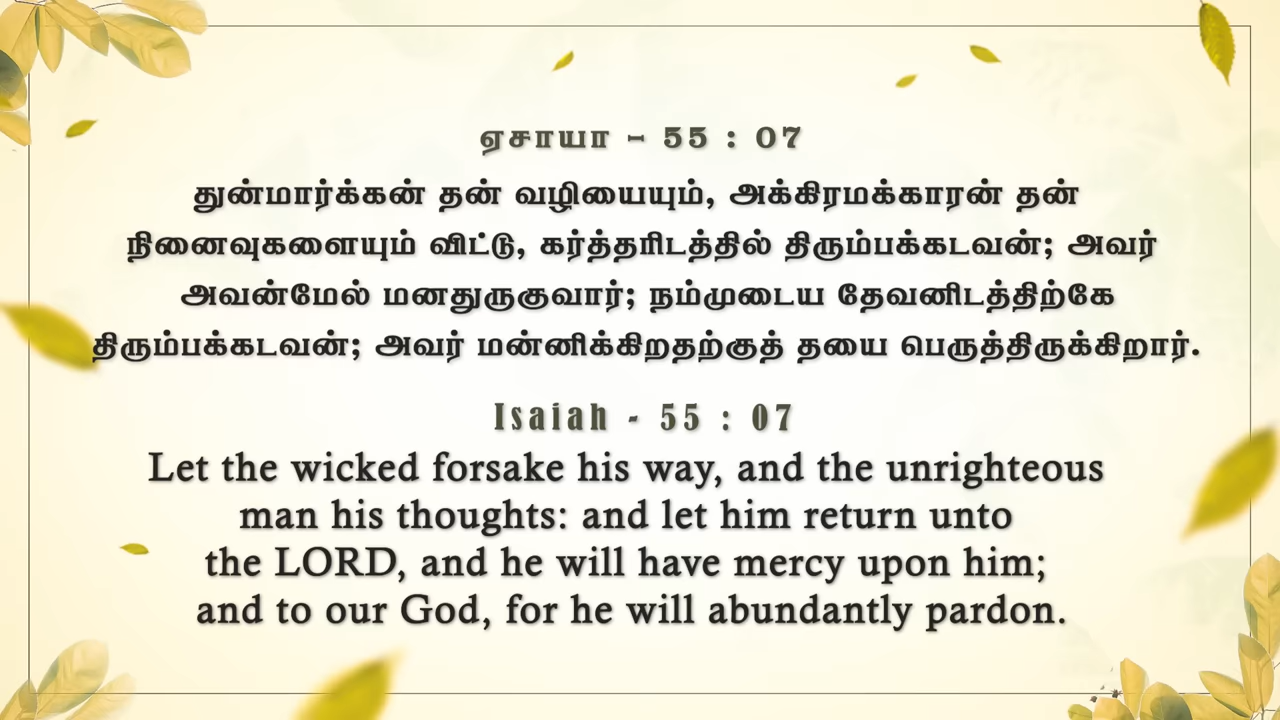 ஏசாயா - 55 : 07
துன்மார்க்கன் தன் வழியையும், அக்கிரமக்காரன் தன்
நினைவுகளையும் விட்டு, கர்த்தரிடத்தில் திரும்பக்கடவன்; அவர்
அவன்மேல் மனதுருகுவார்; நம்முடைய தேவனிடத்திற்கே
திரும்பக்கடவன்; அவர் மன்னிக்கிறதற்குத் தயை பெருத்திருக்கிறார்.
Isaiah - 55 : 07
Let the wicked forsake his way, and the unrighteous
man his thoughts: and let him return unto
the LORD, and he will have mercy upon him;
and to our God, for he will abundantly pardon.